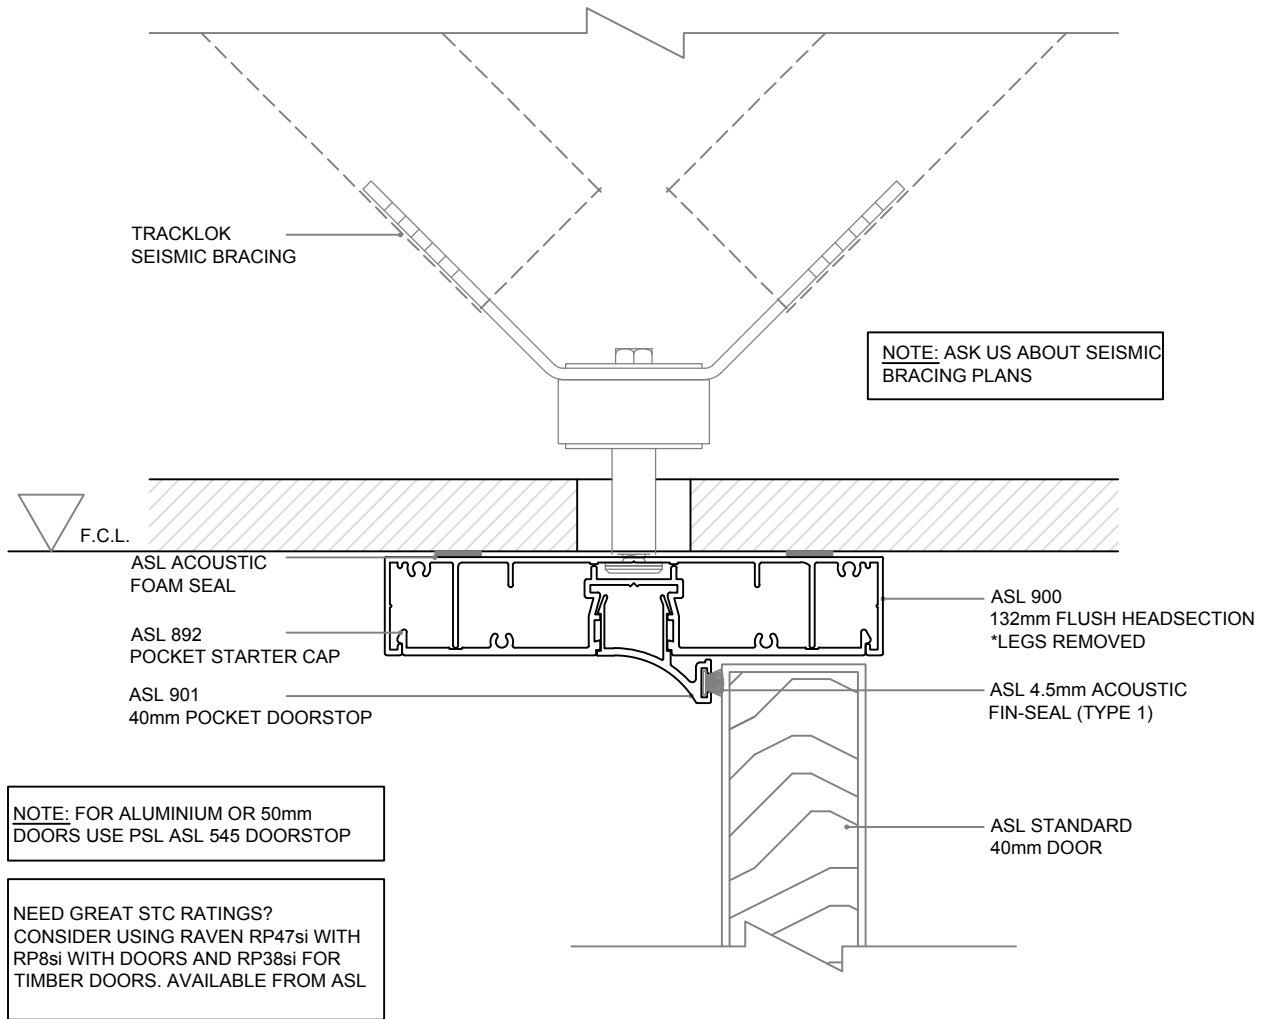 TRACKLOK
SEISMIC BRACING
NOTE: ASK US ABOUT SEISMIC
BRACING PLANS
F.C.L.
ASL ACOUSTIC
FOAM SEAL
ASL 892
POCKET STARTER CAP
ASL 901
40mm POCKET DOORSTOP
ASL 900
132mm FLUSH HEADSECTION
*LEGS REMOVED
ASL 4.5mm ACOUSTIC
FIN-SEAL (TYPE 1)
ASL STANDARD
40mm DOOR
NOTE: FOR ALUMINIUM OR 50mm
DOORS USE PSL ASL 545 DOORSTOP
NEED GREAT STC RATINGS?
CONSIDER USING RAVEN RP47si WITH
RP8si WITH DOORS AND RP38si FOR
TIMBER DOORS. AVAILABLE FROM ASL